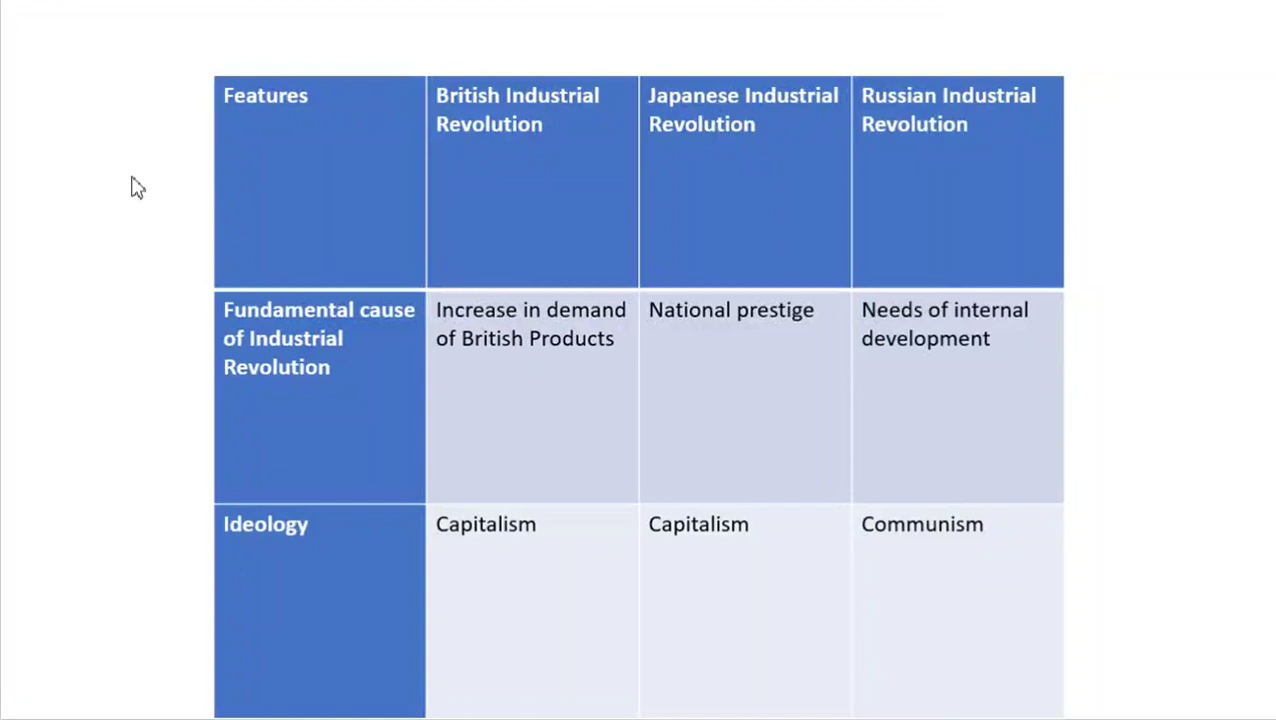 Features
British Industrial
Revolution
Japanese Industrial
Revolution
Russian Industrial
Revolution
Fundamental cause
of Industrial
Revolution
Increase in demand
of British Products
National prestige
Needs of internal
development
Ideology
Capitalism
Capitalism
Communism